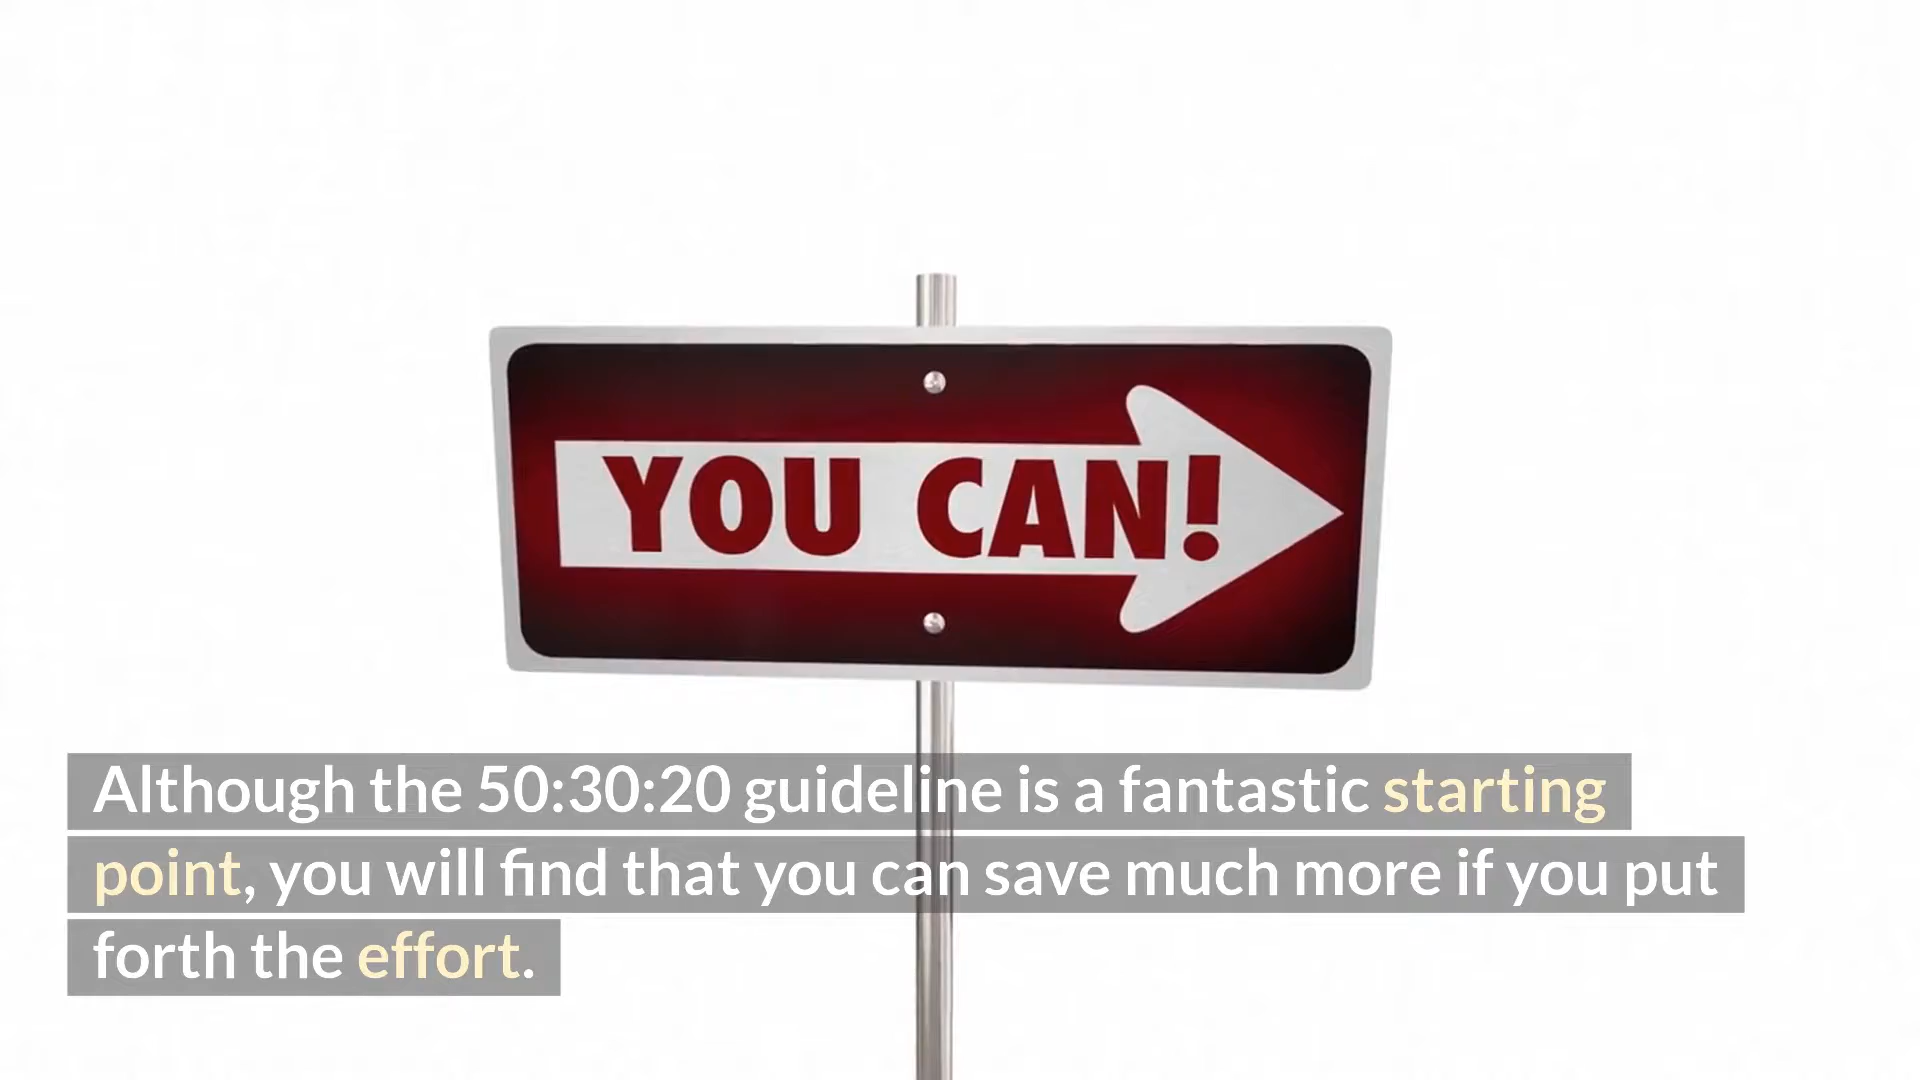 YOU CAN!
Although the 50:30:20 guideline is a fantastic starting
point, you will find that you can save much more if you put
forth the effort.